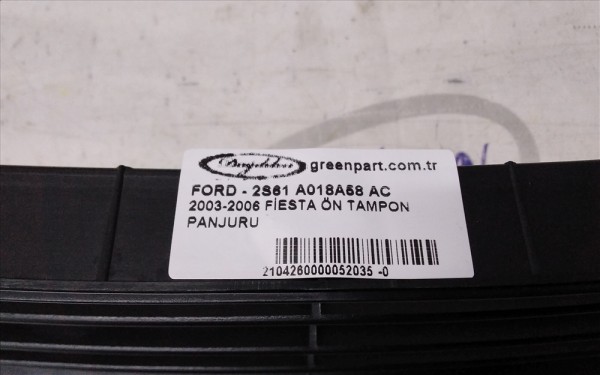 greenpart.com.tr
FORD - 2S61 A018A58 AC
2003-2006 FİESTA ÖN TAMPON
PANJURU
2104260000052035 -0